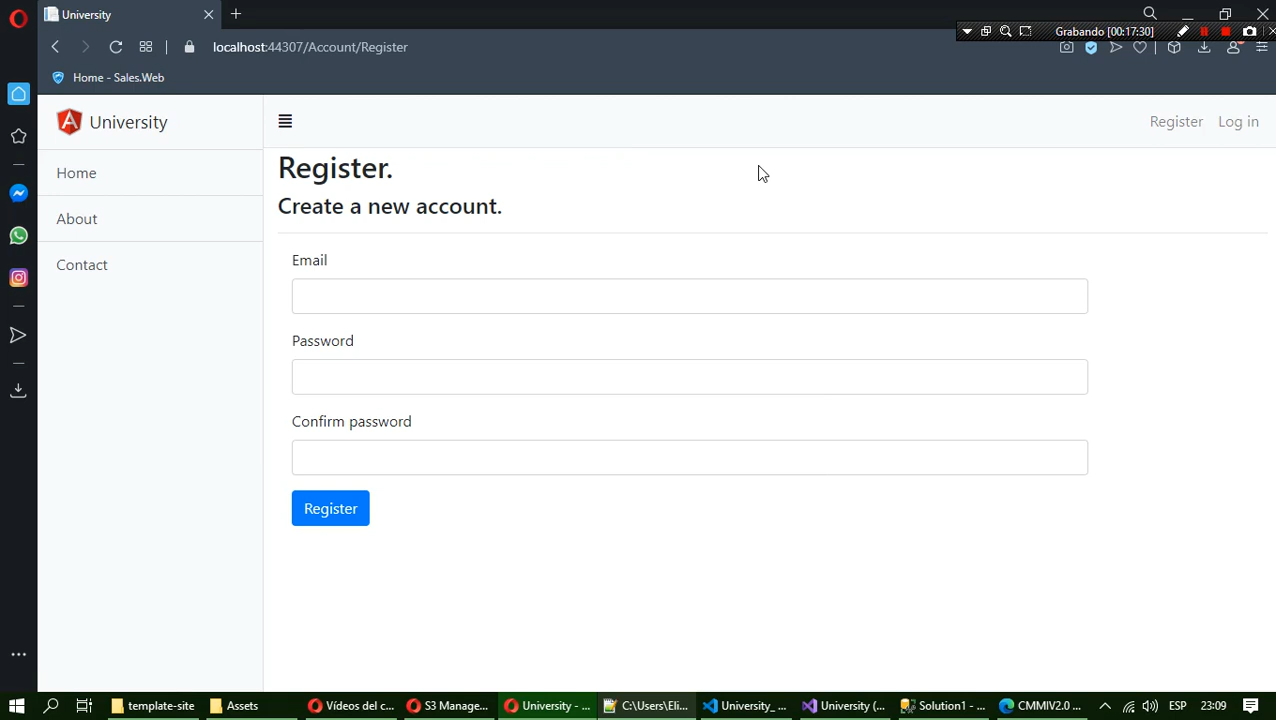 University
Grabando [00:17:30]
localhost:44307/Account/Register
Home - Sales.Web
University
Register
Log in
Home
About
Contact
Register.
Create a new account.
Email
Password
Confirm password
Register
template-site
Assets
Vídeos del c...
S3 Manage...
University - ...
C:\Users\Eli...
University_ ...
University (...
Solution1 - ...
CMMIV2.0 ...
ESP
23:09